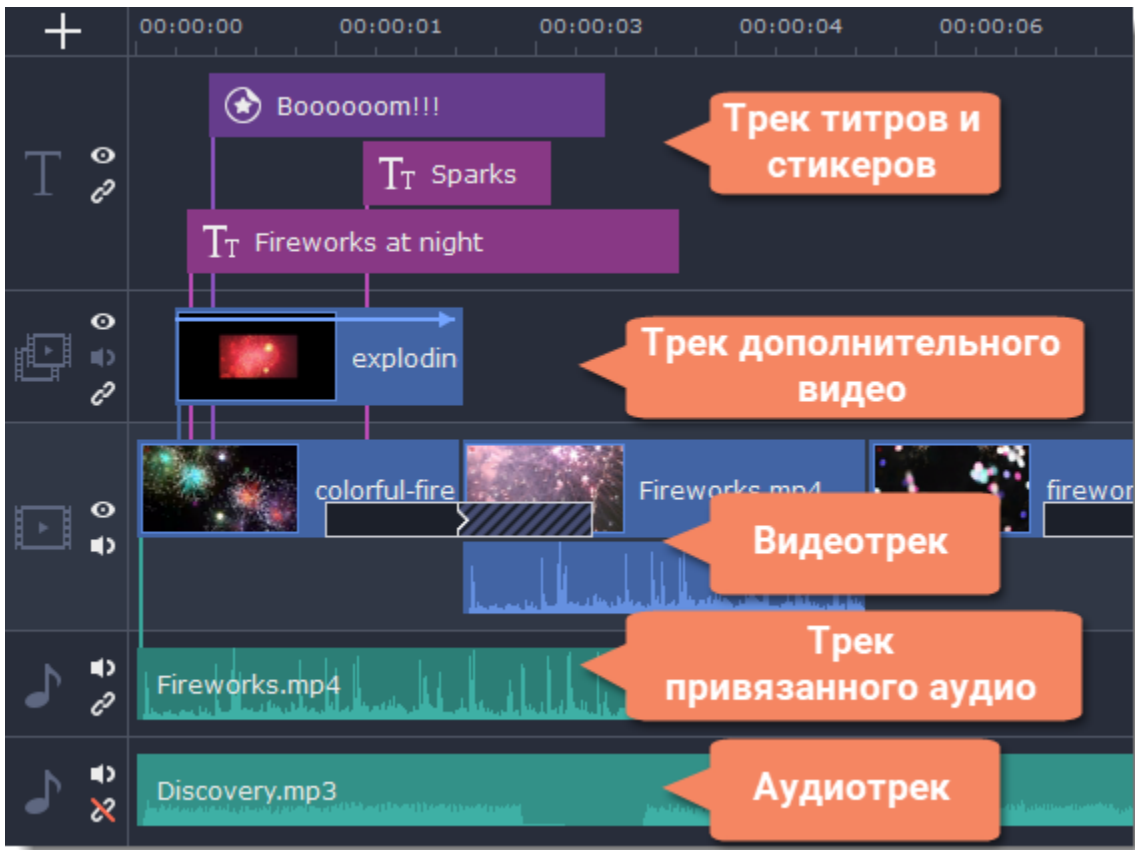 00:00:00 00:00:01 00:00:03 00:00:04 00:00:06
Boooooom!!!
Трек титров и
стикеров
T
TT Sparks
TT Fireworks at night
explodin
Трек дополнительного
видео
colorful-fire
Fireworks.mp4
firewor
Видеотрек
Трек
привязанного аудио
Fireworks.mp4
Аудиотрек
Discovery.mp3